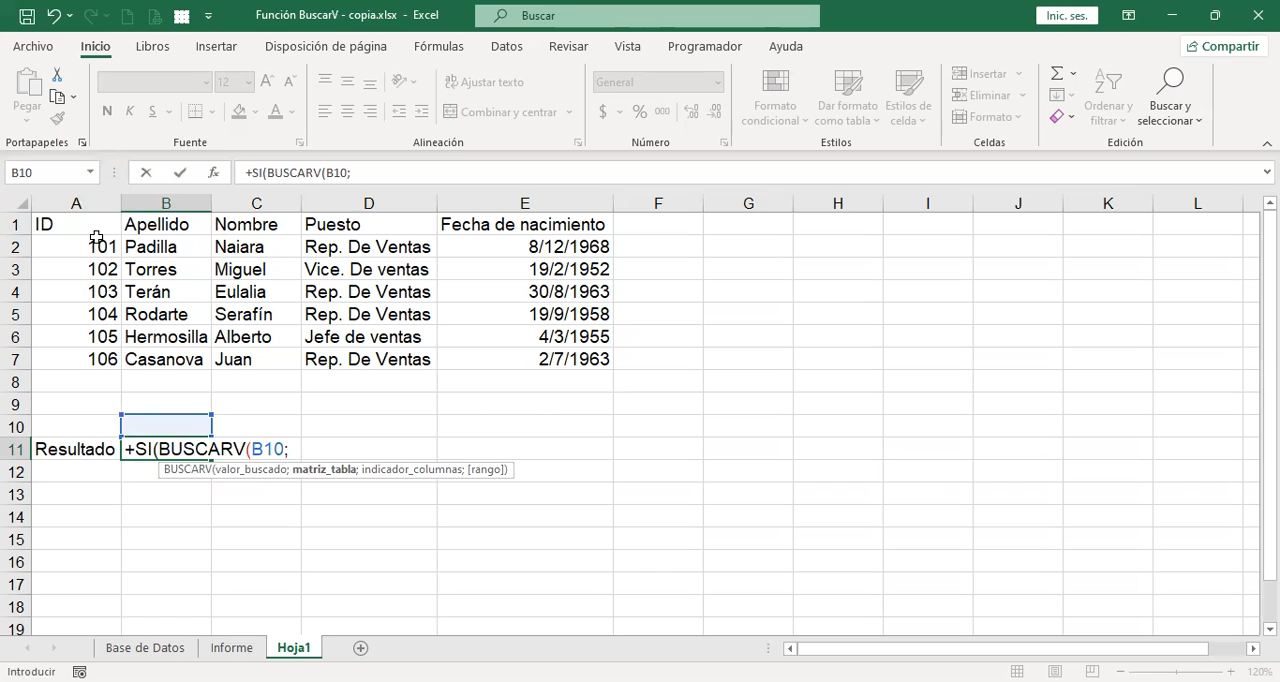 Función BuscarV - copia.xlsx - Excel
Buscar
Inic. ses.
Archivo Inicio Libros Insertar Disposición de página Fórmulas Datos Revisar Vista Programador Ayuda
Compartir
Pegar
12
Ajustar texto
Combinar y centrar
General
Formato condicional
Dar formato como tabla
Estilos de celda
Insertar
Eliminar
Formato
Ordenar y filtrar
Buscar y seleccionar
Portapapeles Fuente Alineación Número Estilos Celdas Edición
B10 +SI(BUSCARV(B10;
A B C D E F G H I J K L
1 ID Apellido Nombre Puesto Fecha de nacimiento
2 101 Padilla Naiara Rep. De Ventas 8/12/1968
3 102 Torres Miguel Vice. De ventas 19/2/1952
4 103 Terán Eulalia Rep. De Ventas 30/8/1963
5 104 Rodarte Serafín Rep. De Ventas 19/9/1958
6 105 Hermosilla Alberto Jefe de ventas 4/3/1955
7 106 Casanova Juan Rep. De Ventas 2/7/1963
8
9
10
11 Resultado +SI(BUSCARV(B10;
12 BUSCARV(valor_buscado; matriz_tabla; indicador_columnas; [rango])
13
14
15
16
17
18
19
Base de Datos Informe Hoja1
Introducir 120%